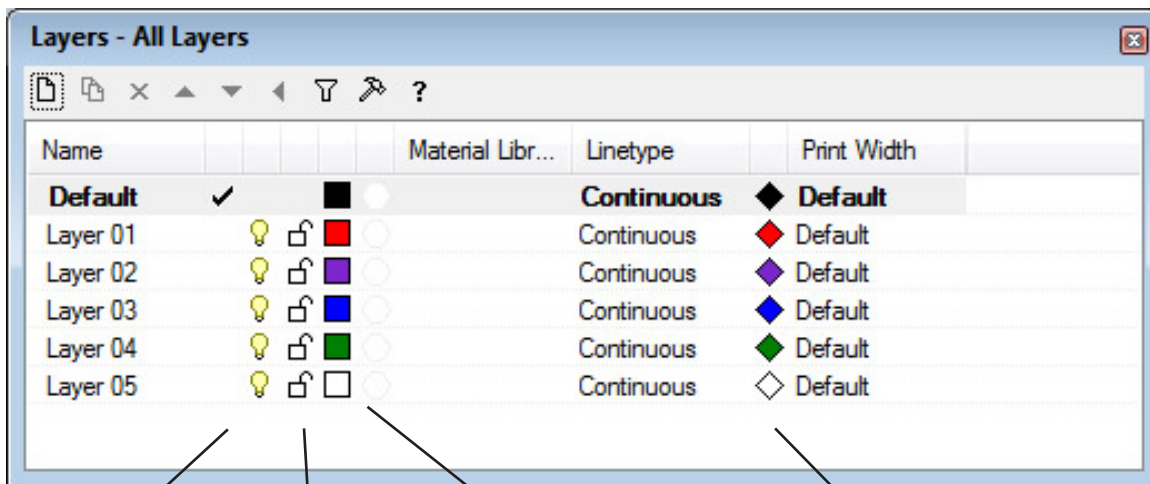 Layers - All Layers
?
Name Material Libr... Linetype Print Width
Default Continuous Default
Layer 01 Continuous Default
Layer 02 Continuous Default
Layer 03 Continuous Default
Layer 04 Continuous Default
Layer 05 Continuous Default